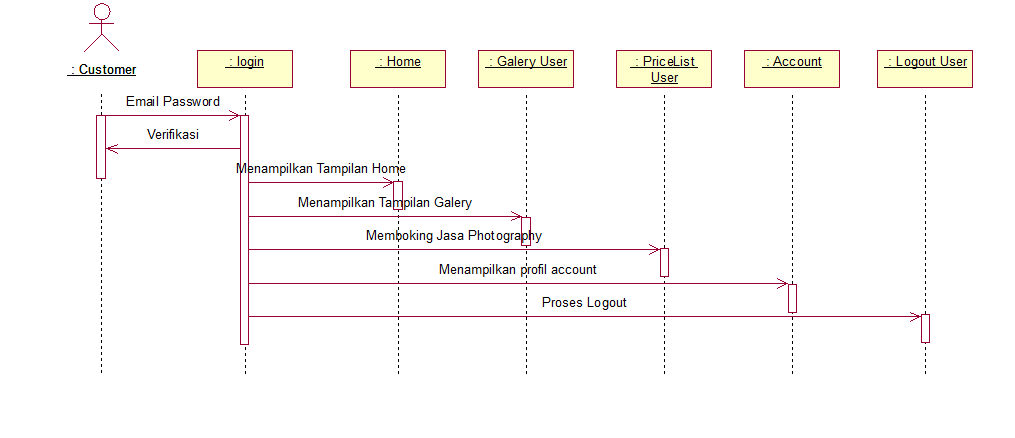 : Customer
: login
: Home
: Galery User
: PriceList
User
: Account
: Logout User
Email Password
Verifikasi
Menampilkan Tampilan Home
Menampilkan Tampilan Galery
Memboking Jasa Photography
Menampilkan profil account
Proses Logout